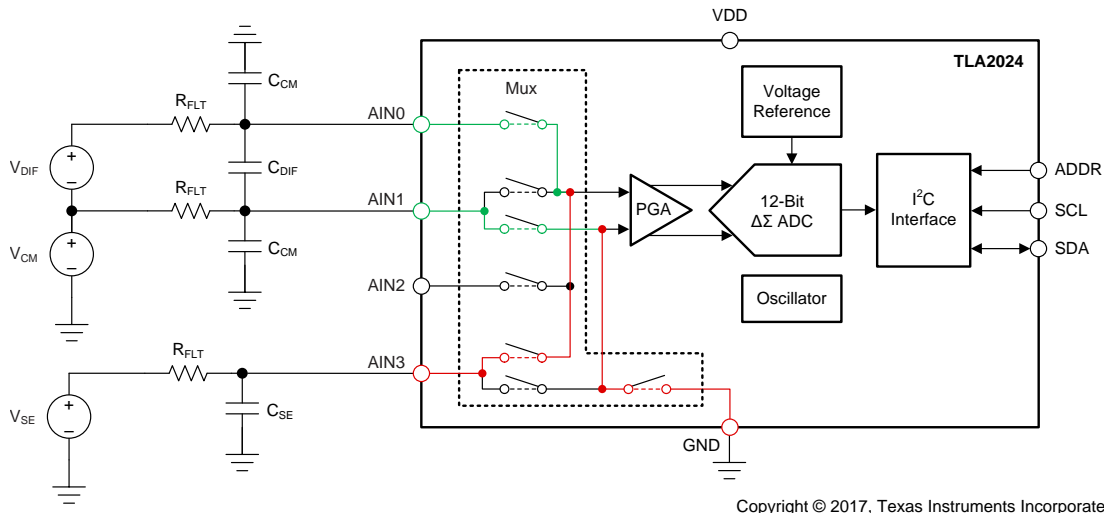 VDD
TLA2024
CCM
Mux
Voltage
Reference
RFLT
AIN0
VDIF
CDIF
RFLT
AIN1
PGA
12-Bit
ΔΣ ADC
I2C
Interface
ADDR
SCL
SDA
VCM
CCM
AIN2
Oscillator
RFLT
AIN3
VSE
CSE
GND
Copyright © 2017, Texas Instruments Incorporate